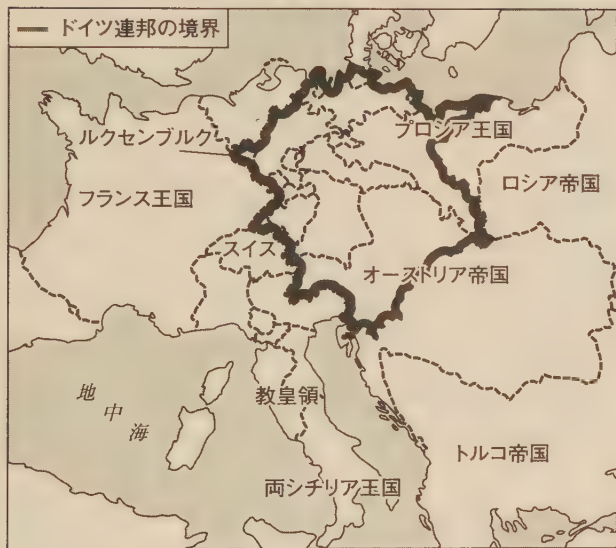 ドイツ連邦の境界
ルクセンブルク
プロシア王国
フランス王国
ロシア帝国
スイス
オーストリア帝国
教皇領
地中海
トルコ帝国
両シチリア王国